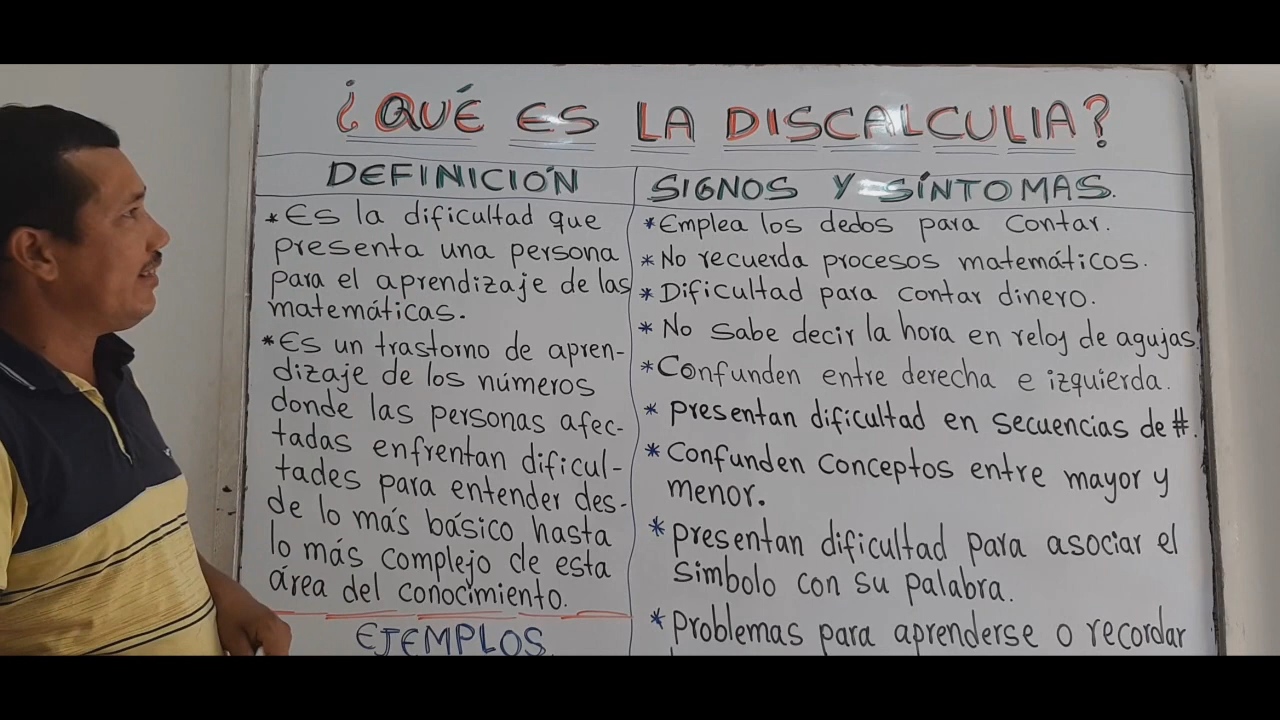 ¿QUÉ ES LA DISCALCULIA?
DEFINICIÓN
* Es la dificultad que
presenta una persona
para el aprendizaje de las
matemáticas.
* Es un trastorno de apren-
dizaje de los números
donde las personas afec-
tadas enfrentan dificul-
tades para entender des-
de lo más básico hasta
lo más complejo de esta
área del conocimiento.
EJEMPLOS
SIGNOS Y SÍNTOMAS.
* Emplea los dedos para contar.
* No recuerda procesos matemáticos.
* Dificultad para contar dinero.
* No sabe decir la hora en reloj de agujas.
* Confunden entre derecha e izquierda.
* presentan dificultad en secuencias de #.
* Confunden conceptos entre mayor y
menor.
* presentan dificultad para asociar el
símbolo con su palabra.
* problemas para aprenderse o recordar